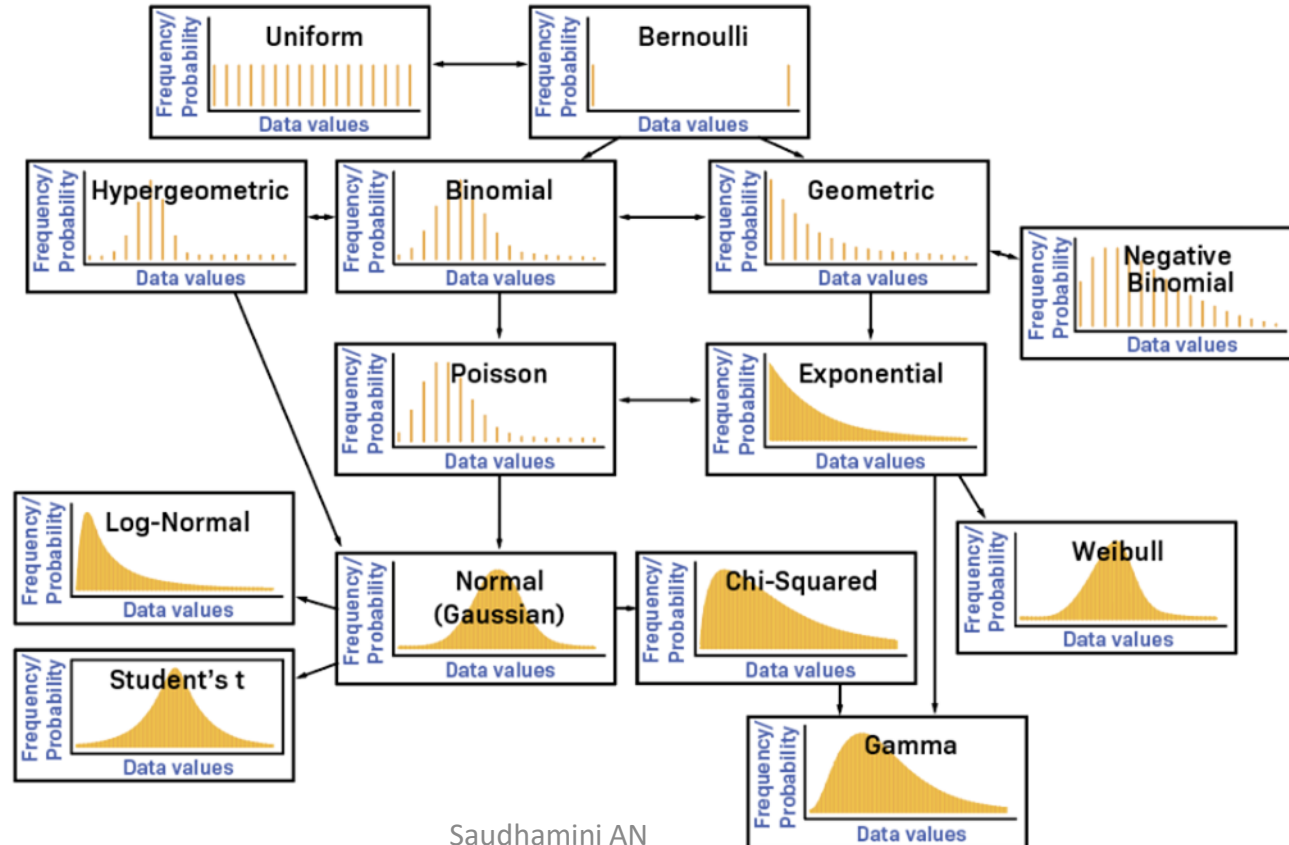 Uniform
Frequency/
Probability
Data values
Bernoulli
Frequency/
Probability
Data values
Hypergeometric
Frequency/
Probability
Data values
Binomial
Frequency/
Probability
Data values
Geometric
Frequency/
Probability
Data values
Negative
Binomial
Frequency/
Probability
Data values
Poisson
Frequency/
Probability
Data values
Exponential
Frequency/
Probability
Data values
Log-Normal
Frequency/
Probability
Data values
Normal
(Gaussian)
Frequency/
Probability
Data values
Chi-Squared
Frequency/
Probability
Data values
Weibull
Frequency/
Probability
Data values
Student's t
Frequency/
Probability
Data values
Gamma
Frequency/
Probability
Data values
Saudhamini AN